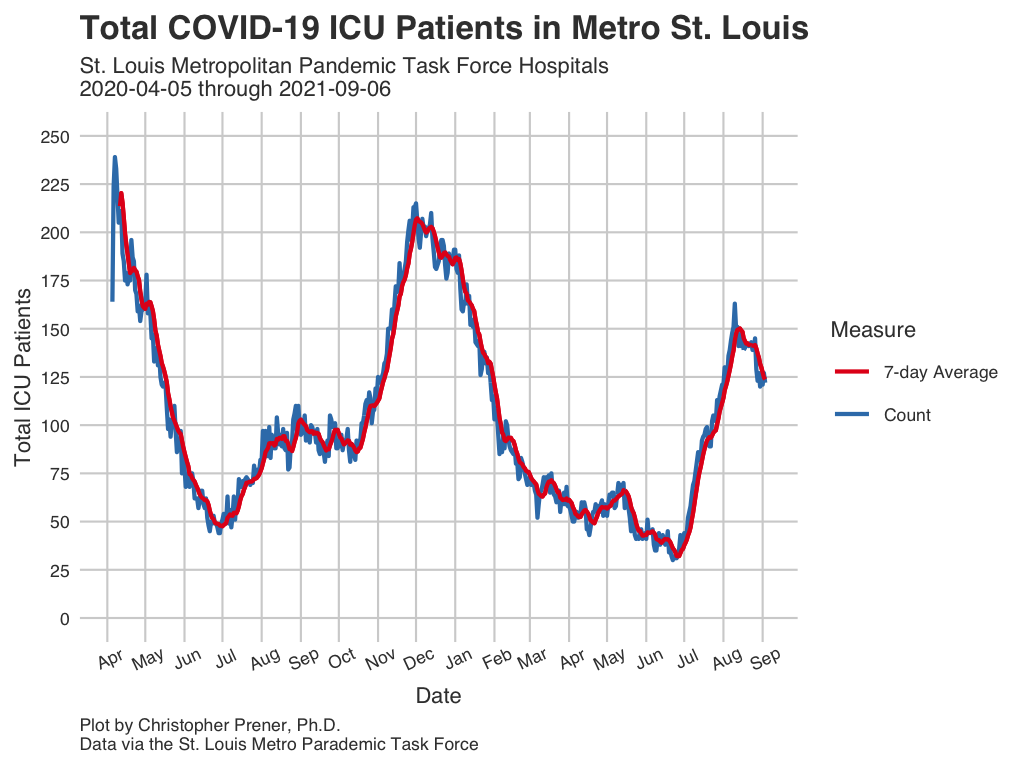 Total COVID-19 ICU Patients in Metro St. Louis
St. Louis Metropolitan Pandemic Task Force Hospitals
2020-04-05 through 2021-09-06
Total ICU Patients
250
225
200
175
150
125
100
75
50
25
0
Apr May Jun Jul Aug Sep Oct Nov Dec Jan Feb Mar Apr May Jun Jul Aug Sep
Date
Measure
7-day Average
Count
Plot by Christopher Prener, Ph.D.
Data via the St. Louis Metro Parademic Task Force